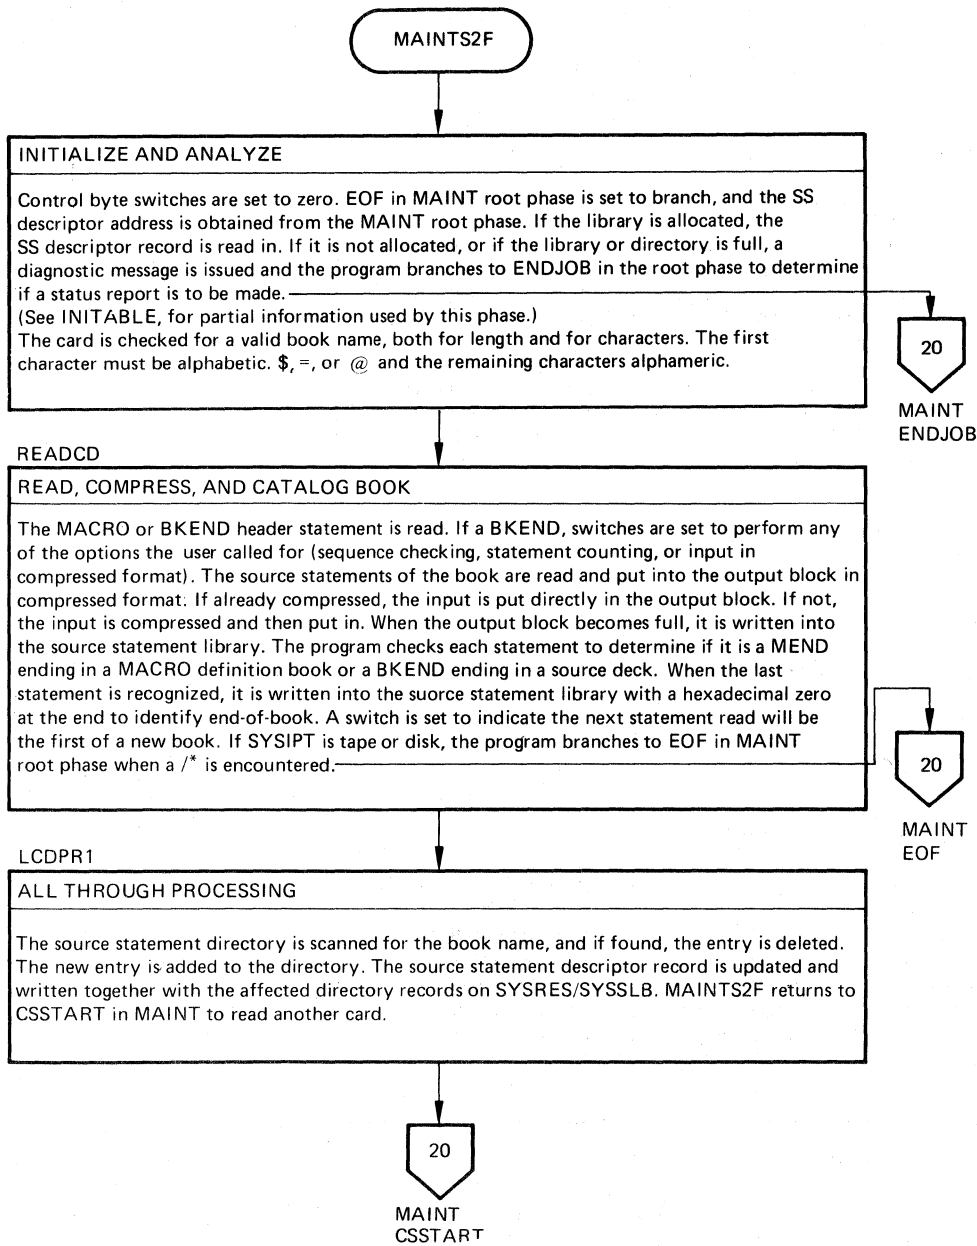 MAINTS2F
INITIALIZE AND ANALYZE
Control byte switches are set to zero. EOF in MAINT root phase is set to branch, and the SS
descriptor address is obtained from the MAINT root phase. If the library is allocated, the
SS descriptor record is read in. If it is not allocated, or if the library or directory is full, a
diagnostic message is issued and the program branches to ENDJOB in the root phase to determine
if a status report is to be made.
(See INITABLE, for partial information used by this phase.)
The card is checked for a valid book name, both for length and for characters. The first
character must be alphabetic. $, =, or @ and the remaining characters alphameric.
20
MAINT
ENDJOB
READCD
READ, COMPRESS, AND CATALOG BOOK
The MACRO or BKEND header statement is read. If a BKEND, switches are set to perform any
of the options the user called for (sequence checking, statement counting, or input in
compressed format). The source statements of the book are read and put into the output block in
compressed format. If already compressed, the input is put directly in the output block. If not,
the input is compressed and then put in. When the output block becomes full, it is written into
the source statement library. The program checks each statement to determine if it is a MEND
ending in a MACRO definition book or a BKEND ending in a source deck. When the last
statement is recognized, it is written into the suorce statement library with a hexadecimal zero
at the end to identify end-of-book. A switch is set to indicate the next statement read will be
the first of a new book. If SYSIPT is tape or disk, the program branches to EOF in MAINT
root phase when a /* is encountered.
20
MAINT
EOF
LCDPR1
ALL THROUGH PROCESSING
The source statement directory is scanned for the book name, and if found, the entry is deleted.
The new entry is added to the directory. The source statement descriptor record is updated and
written together with the affected directory records on SYSRES/SYSSLB. MAINTS2F returns to
CSSTART in MAINT to read another card.
20
MAINT
CSSTART